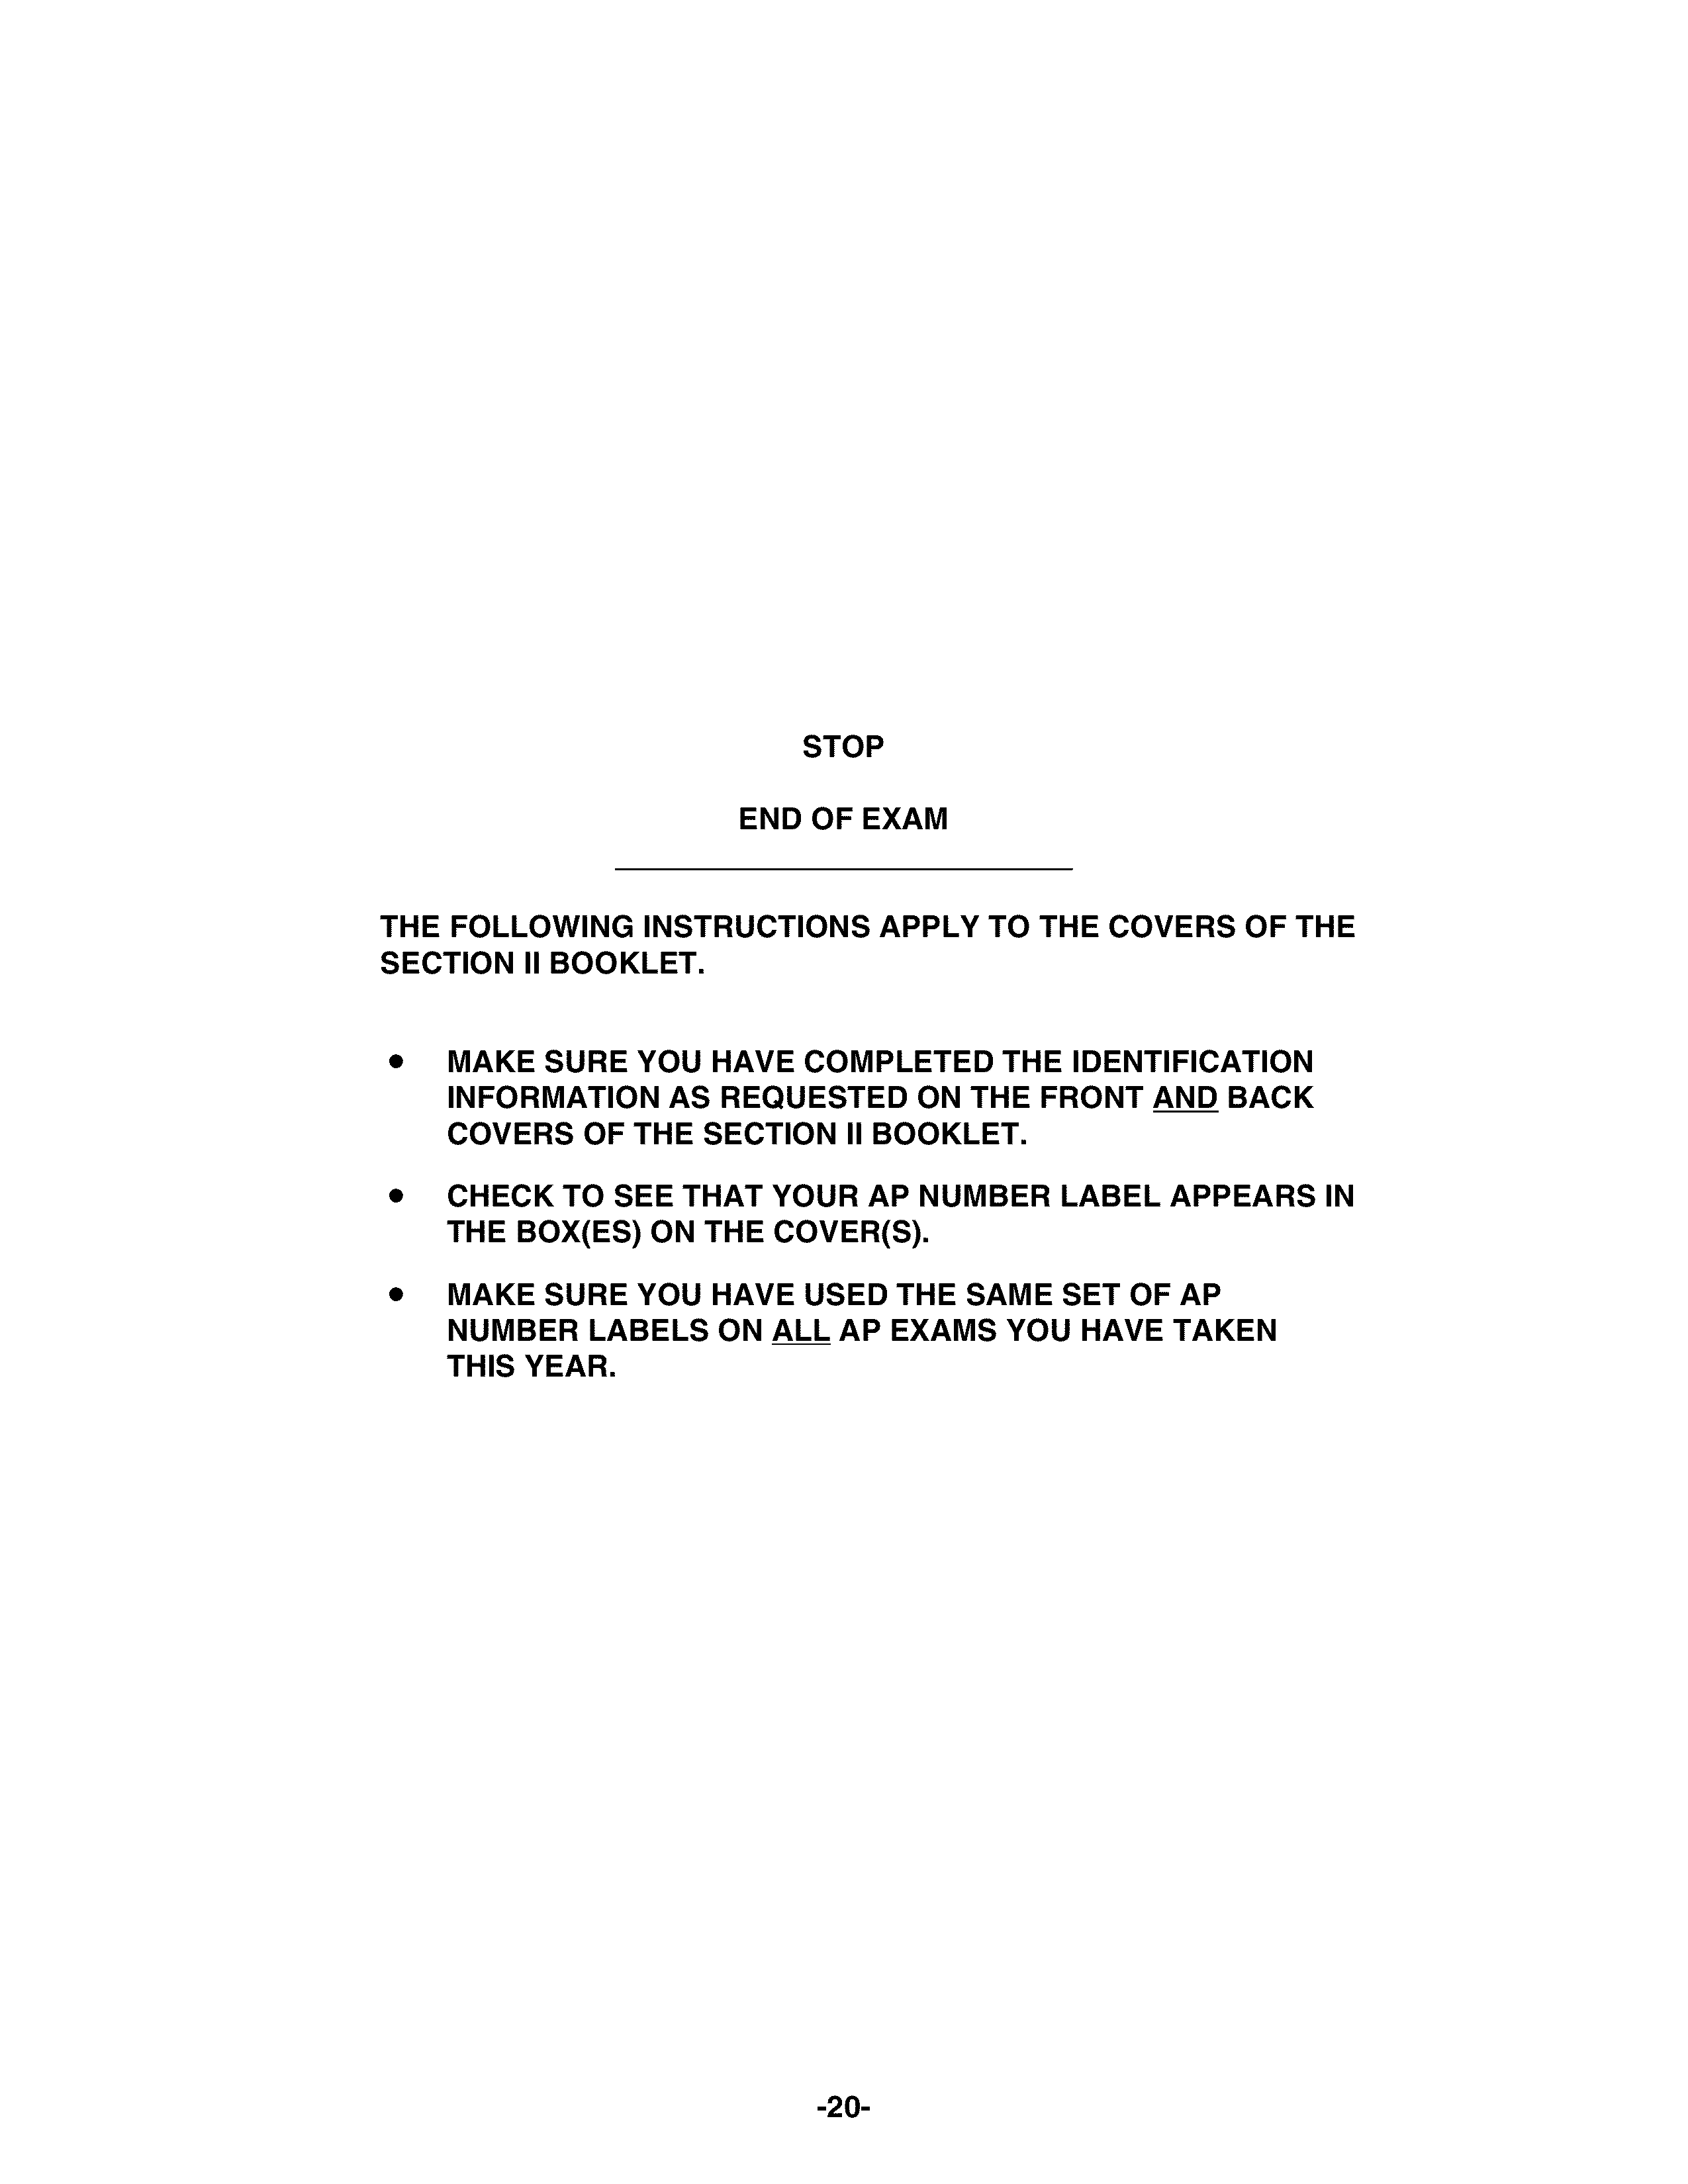 STOP
END OF EXAM
THE FOLLOWING INSTRUCTIONS APPLY TO THE COVERS OF THE
SECTION II BOOKLET.
● MAKE SURE YOU HAVE COMPLETED THE IDENTIFICATION
INFORMATION AS REQUESTED ON THE FRONT AND BACK
COVERS OF THE SECTION II BOOKLET.
● CHECK TO SEE THAT YOUR AP NUMBER LABEL APPEARS IN
THE BOX(ES) ON THE COVER(S).
● MAKE SURE YOU HAVE USED THE SAME SET OF AP
NUMBER LABELS ON ALL AP EXAMS YOU HAVE TAKEN
THIS YEAR.
-20-